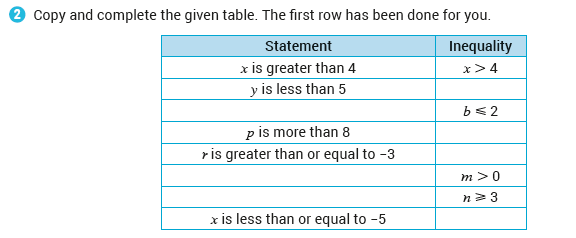 2 Copy and complete the given table. The first row has been done for you.
Statement Inequality
x is greater than 4 x > 4
y is less than 5
b ⩽ 2
p is more than 8
r is greater than or equal to −3
m > 0
n ⩾ 3
x is less than or equal to −5